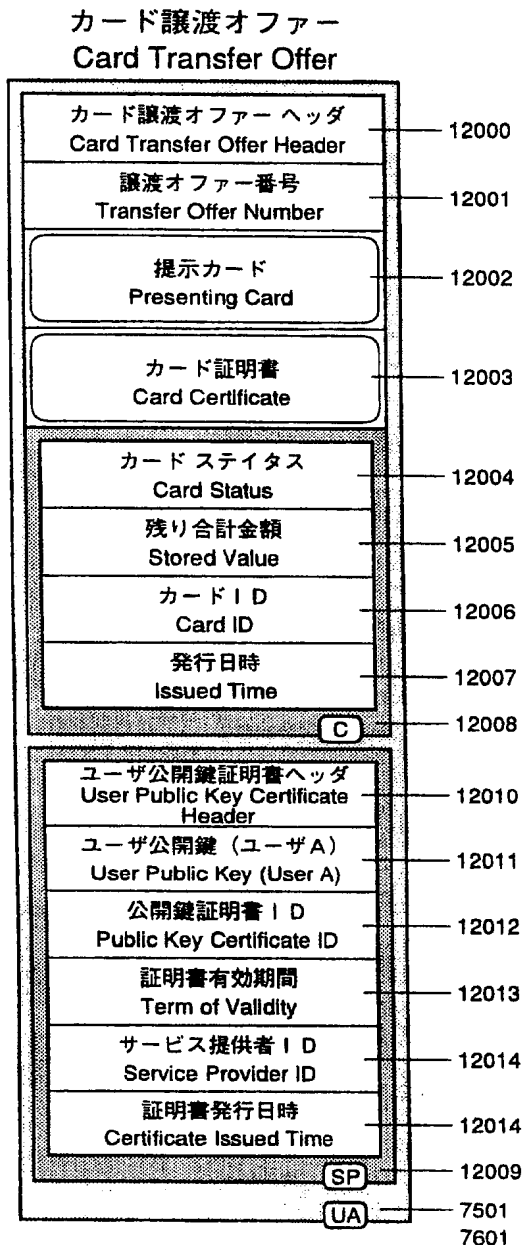 カード譲渡オファー
Card Transfer Offer
カード譲渡オファー ヘッダ
Card Transfer Offer Header
12000
譲渡オファー番号
Transfer Offer Number
12001
提示カード
Presenting Card
12002
カード証明書
Card Certificate
12003
カード ステイタス
Card Status
12004
残り合計金額
Stored Value
12005
カードＩＤ
Card ID
12006
発行日時
Issued Time
12007
C
12008
ユーザ公開鍵証明書ヘッダ
User Public Key Certificate
Header
12010
ユーザ公開鍵（ユーザA）
User Public Key (User A)
12011
公開鍵証明書ＩＤ
Public Key Certificate ID
12012
証明書有効期間
Term of Validity
12013
サービス提供者ＩＤ
Service Provider ID
12014
証明書発行日時
Certificate Issued Time
12014
SP
12009
UA
7501
7601